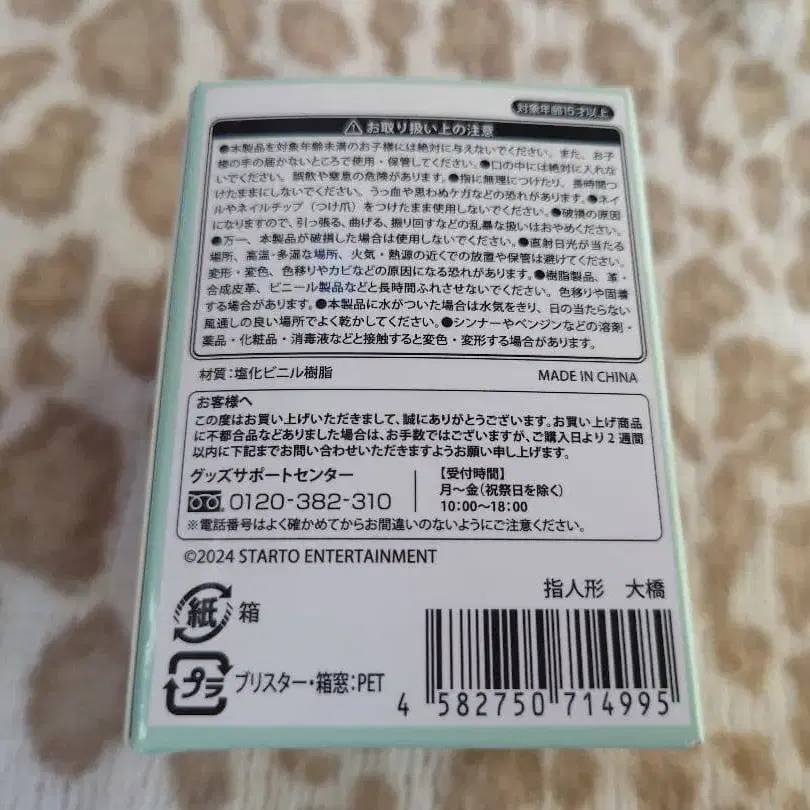 対象年齢15才以上
⚠お取り扱い上の注意
●本製品を対象年齢未満のお子様には絶対に与えないでください。また、お子
様の手の届かないところで使用・保管してください。●口の中には絶対に入れな
いでください。誤飲や窒息の危険があります。●指に無理につけたり、長時間つ
けたままにしないでください。うっ血や思わぬケガなどの恐れがあります。●ネイ
ルやネイルチップ（つけ爪）をつけたまま使用しないでください。●破損の原因
になりますので、引っ張る、曲げる、振り回すなどの乱暴な扱いはおやめください。
●万一、本製品が破損した場合は使用しないでください。●直射日光が当たる
場所、高温・多湿な場所、火気・熱源の近くでの放置や保管は避けてください。
変形・変色、色移りやカビなどの原因になる恐れがあります。●樹脂製品、革・
合成皮革、ビニール製品などと長時間ふれさせないでください。色移りや固着
する場合があります。●本製品に水がついた場合は水気をきり、日の当たらない
風通しの良い場所でよく乾かしてください。●シンナーやベンジンなどの溶剤・
薬品・化粧品・消毒液などと接触すると変色・変形する場合があります。
材質：塩化ビニル樹脂 MADE IN CHINA
お客様へ
この度はお買い上げいただきまして、誠にありがとうございます。お買い上げ商品
に不都合品などありました場合は、お手数ではございますが、ご購入日より2週間
以内に下記までお問い合わせいただきますようお願い申し上げます。
グッズサポートセンター
0120-382-310
【受付時間】
月～金（祝祭日を除く）
10:00～18:00
※電話番号はよく確かめてからお間違いのないようにご注意ください。
©2024 STARTO ENTERTAINMENT
指人形 大橋
紙 箱
プラ ブリスター・箱窓：PET
4 582750 714995